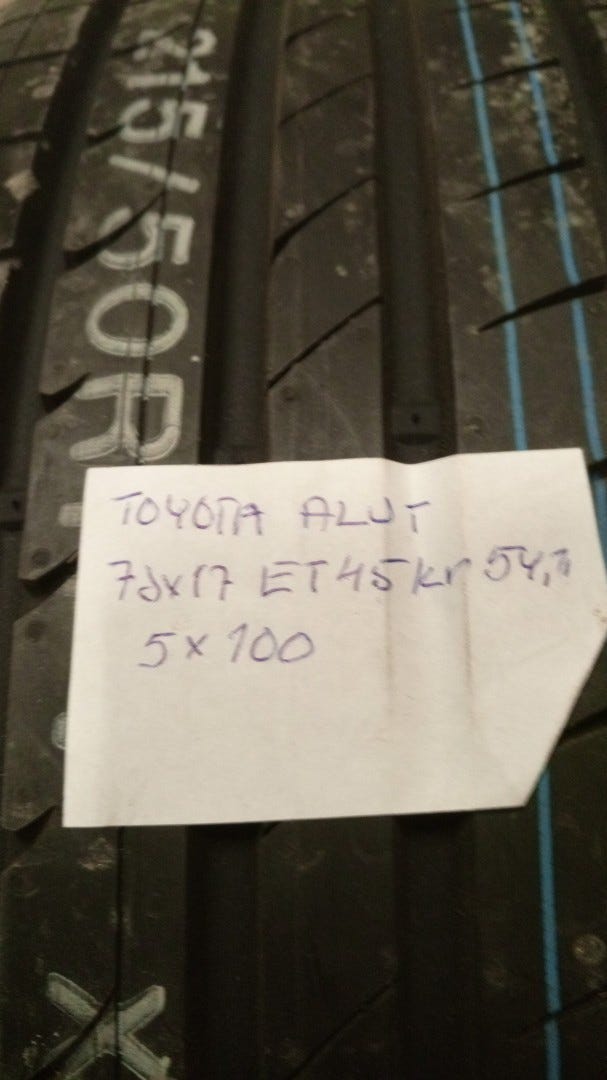 215/50R
TOYOTA ALUT
7Jx17 ET45 kr 54,1
5x100
X